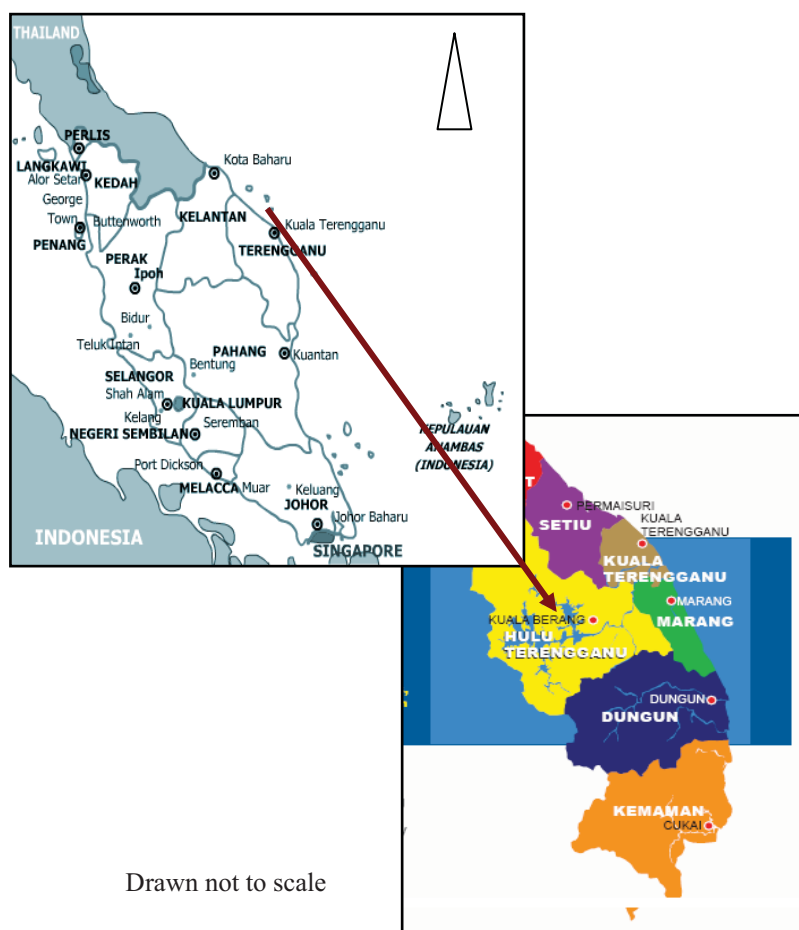 THAILAND
PERLIS
LANGKAWI
Alor Setar
KEDAH
George
Town
Buttenworth
PENANG
Kota Baharu
KELANTAN
Kuala Terengganu
TERENGGANU
PERAK
Ipoh
Bidur
Teluk Intan
PAHANG
Kuantan
Bentung
SELANGOR
Shah Alam
KUALA LUMPUR
Kelang
Seremban
NEGERI SEMBILAN
Port Dickson
MELACCA
Muar
Keluang
JOHOR
Johor Baharu
SINGAPORE
INDONESIA
KEPULAUAN
ANAMBAS
(INDONESIA)
T
PERMAISURI
SETIU
KUALA
TERENGGANU
KUALA
TERENGGANU
MARANG
MARANG
KUALA BERANG
HULU
TERENGGANU
DUNGUN
DUNGUN
KEMAMAN
CUKAI
Drawn not to scale